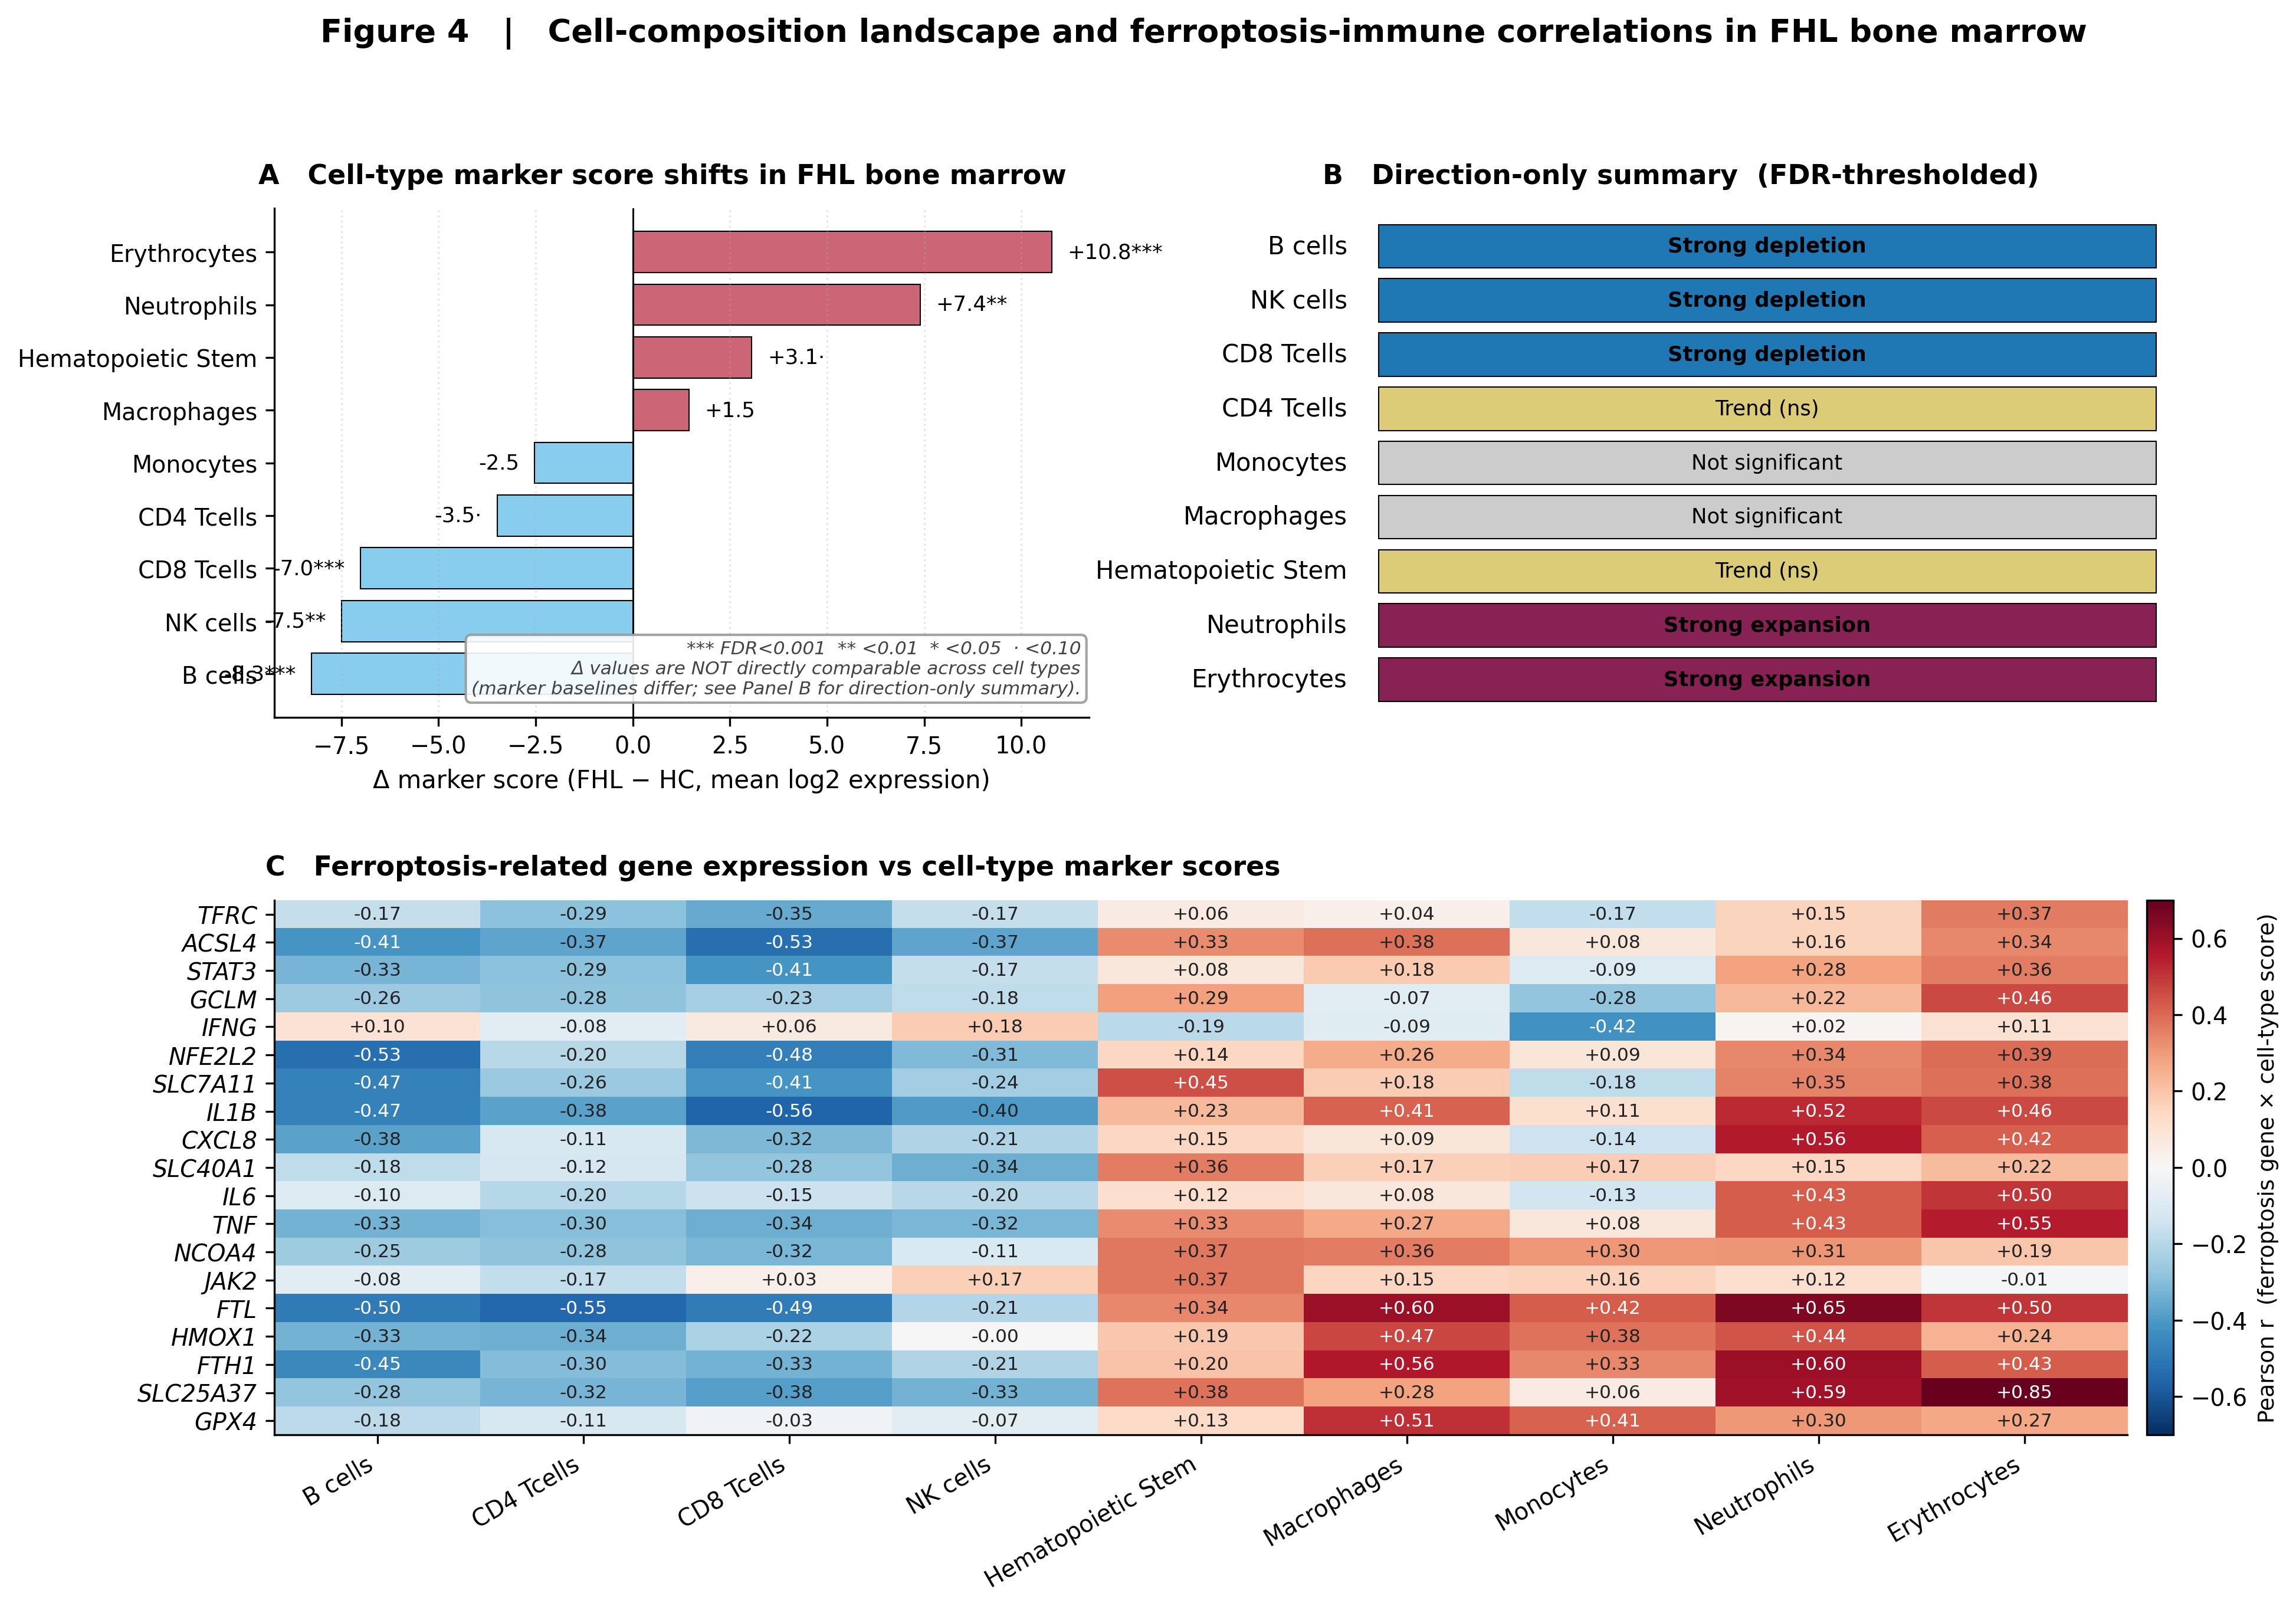 Figure 4 | Cell-composition landscape and ferroptosis-immune correlations in FHL bone marrow
A Cell-type marker score shifts in FHL bone marrow
Erythrocytes +10.8***
Neutrophils +7.4**
Hematopoietic Stem +3.1·
Macrophages +1.5
Monocytes -2.5
CD4 Tcells -3.5·
CD8 Tcells -7.0***
NK cells -7.5**
B cells -8.3***
*** FDR<0.001 ** <0.01 * <0.05 · <0.10
Δ values are NOT directly comparable across cell types
(marker baselines differ; see Panel B for direction-only summary).
−7.5 −5.0 −2.5 0.0 2.5 5.0 7.5 10.0
Δ marker score (FHL − HC, mean log2 expression)
B Direction-only summary (FDR-thresholded)
B cells Strong depletion
NK cells Strong depletion
CD8 Tcells Strong depletion
CD4 Tcells Trend (ns)
Monocytes Not significant
Macrophages Not significant
Hematopoietic Stem Trend (ns)
Neutrophils Strong expansion
Erythrocytes Strong expansion
C Ferroptosis-related gene expression vs cell-type marker scores
TFRC -0.17 -0.29 -0.35 -0.17 +0.06 +0.04 -0.17 +0.15 +0.37
ACSL4 -0.41 -0.37 -0.53 -0.37 +0.33 +0.38 +0.08 +0.16 +0.34
STAT3 -0.33 -0.29 -0.41 -0.17 +0.08 +0.18 -0.09 +0.28 +0.36
GCLM -0.26 -0.28 -0.23 -0.18 +0.29 -0.07 -0.28 +0.22 +0.46
IFNG +0.10 -0.08 +0.06 +0.18 -0.19 -0.09 -0.42 +0.02 +0.11
NFE2L2 -0.53 -0.20 -0.48 -0.31 +0.14 +0.26 +0.09 +0.34 +0.39
SLC7A11 -0.47 -0.26 -0.41 -0.24 +0.45 +0.18 -0.18 +0.35 +0.38
IL1B -0.47 -0.38 -0.56 -0.40 +0.23 +0.41 +0.11 +0.52 +0.46
CXCL8 -0.38 -0.11 -0.32 -0.21 +0.15 +0.09 -0.14 +0.56 +0.42
SLC40A1 -0.18 -0.12 -0.28 -0.34 +0.36 +0.17 +0.17 +0.15 +0.22
IL6 -0.10 -0.20 -0.15 -0.20 +0.12 +0.08 -0.13 +0.43 +0.50
TNF -0.33 -0.30 -0.34 -0.32 +0.33 +0.27 +0.08 +0.43 +0.55
NCOA4 -0.25 -0.28 -0.32 -0.11 +0.37 +0.36 +0.30 +0.31 +0.19
JAK2 -0.08 -0.17 +0.03 +0.17 +0.37 +0.15 +0.16 +0.12 -0.01
FTL -0.50 -0.55 -0.49 -0.21 +0.34 +0.60 +0.42 +0.65 +0.50
HMOX1 -0.33 -0.34 -0.22 -0.00 +0.19 +0.47 +0.38 +0.44 +0.24
FTH1 -0.45 -0.30 -0.33 -0.21 +0.20 +0.56 +0.33 +0.60 +0.43
SLC25A37 -0.28 -0.32 -0.38 -0.33 +0.38 +0.28 +0.06 +0.59 +0.85
GPX4 -0.18 -0.11 -0.03 -0.07 +0.13 +0.51 +0.41 +0.30 +0.27
B cells CD4 Tcells CD8 Tcells NK cells Hematopoietic Stem Macrophages Monocytes Neutrophils Erythrocytes
0.6
0.4
0.2
0.0
−0.2
−0.4
−0.6
Pearson r (ferroptosis gene × cell-type score)